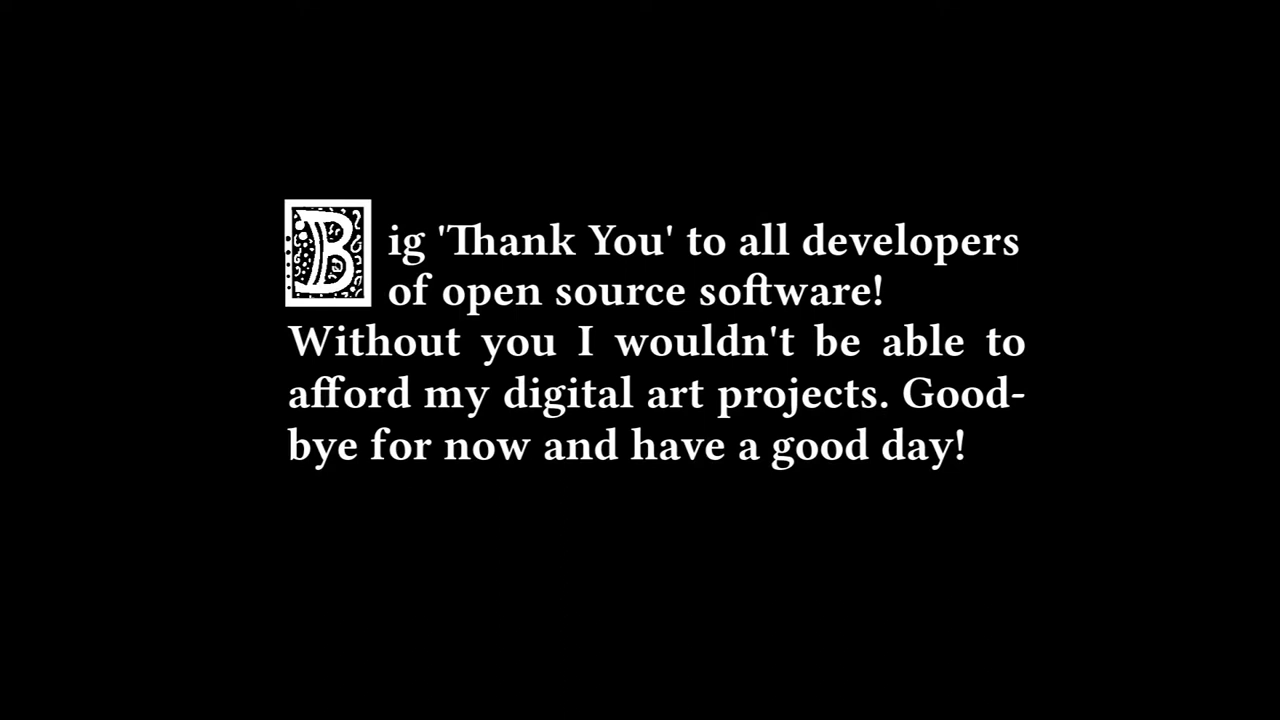 Big 'Thank You' to all developers
of open source software!
Without you I wouldn't be able to
afford my digital art projects. Good-
bye for now and have a good day!